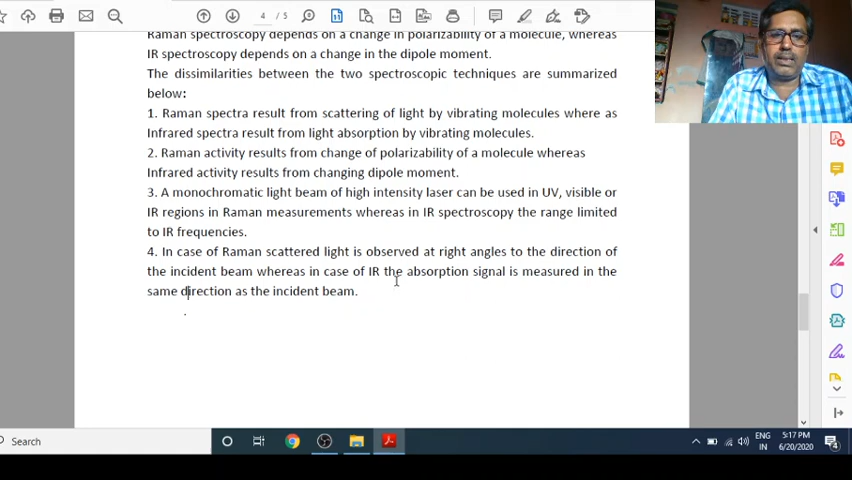 4 / 5
Raman spectroscopy depends on a change in polarizability of a molecule, whereas
IR spectroscopy depends on a change in the dipole moment.
The dissimilarities between the two spectroscopic techniques are summarized
below:
1. Raman spectra result from scattering of light by vibrating molecules where as
Infrared spectra result from light absorption by vibrating molecules.
2. Raman activity results from change of polarizability of a molecule whereas
Infrared activity results from changing dipole moment.
3. A monochromatic light beam of high intensity laser can be used in UV, visible or
IR regions in Raman measurements whereas in IR spectroscopy the range limited
to IR frequencies.
4. In case of Raman scattered light is observed at right angles to the direction of
the incident beam whereas in case of IR the absorption signal is measured in the
same direction as the incident beam.
.
Search
ENG
IN
5:17 PM
6/20/2020
4